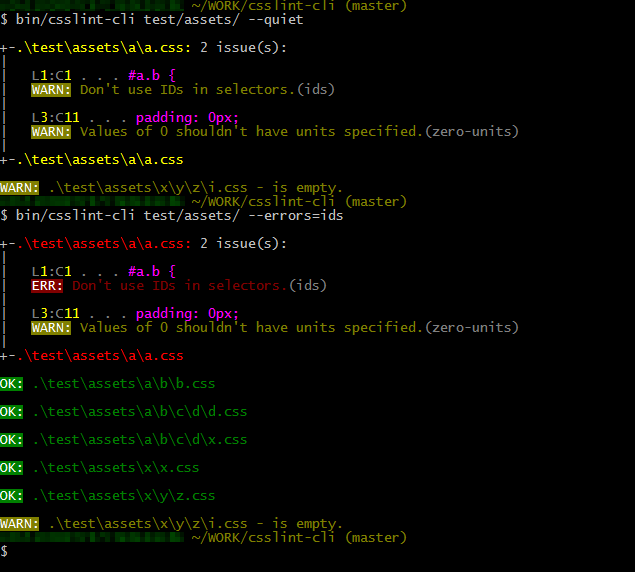 ~/WORK/csslint-cli (master)
$ bin/csslint-cli test/assets/ --quiet
+-.\test\assets\a\a.css: 2 issue(s):
|
| L1:C1 . . . #a.b {
| WARN: Don't use IDs in selectors.(ids)
|
| L3:C11 . . . padding: 0px;
| WARN: Values of 0 shouldn't have units specified.(zero-units)
|
+-.\test\assets\a\a.css
WARN: .\test\assets\x\y\z\i.css - is empty.
~/WORK/csslint-cli (master)
$ bin/csslint-cli test/assets/ --errors=ids
+-.\test\assets\a\a.css: 2 issue(s):
|
| L1:C1 . . . #a.b {
| ERR: Don't use IDs in selectors.(ids)
|
| L3:C11 . . . padding: 0px;
| WARN: Values of 0 shouldn't have units specified.(zero-units)
|
+-.\test\assets\a\a.css
OK: .\test\assets\a\b\b.css
OK: .\test\assets\a\b\c\d\d.css
OK: .\test\assets\a\b\c\d\x.css
OK: .\test\assets\x\x.css
OK: .\test\assets\x\y\z.css
WARN: .\test\assets\x\y\z\i.css - is empty.
~/WORK/csslint-cli (master)
$